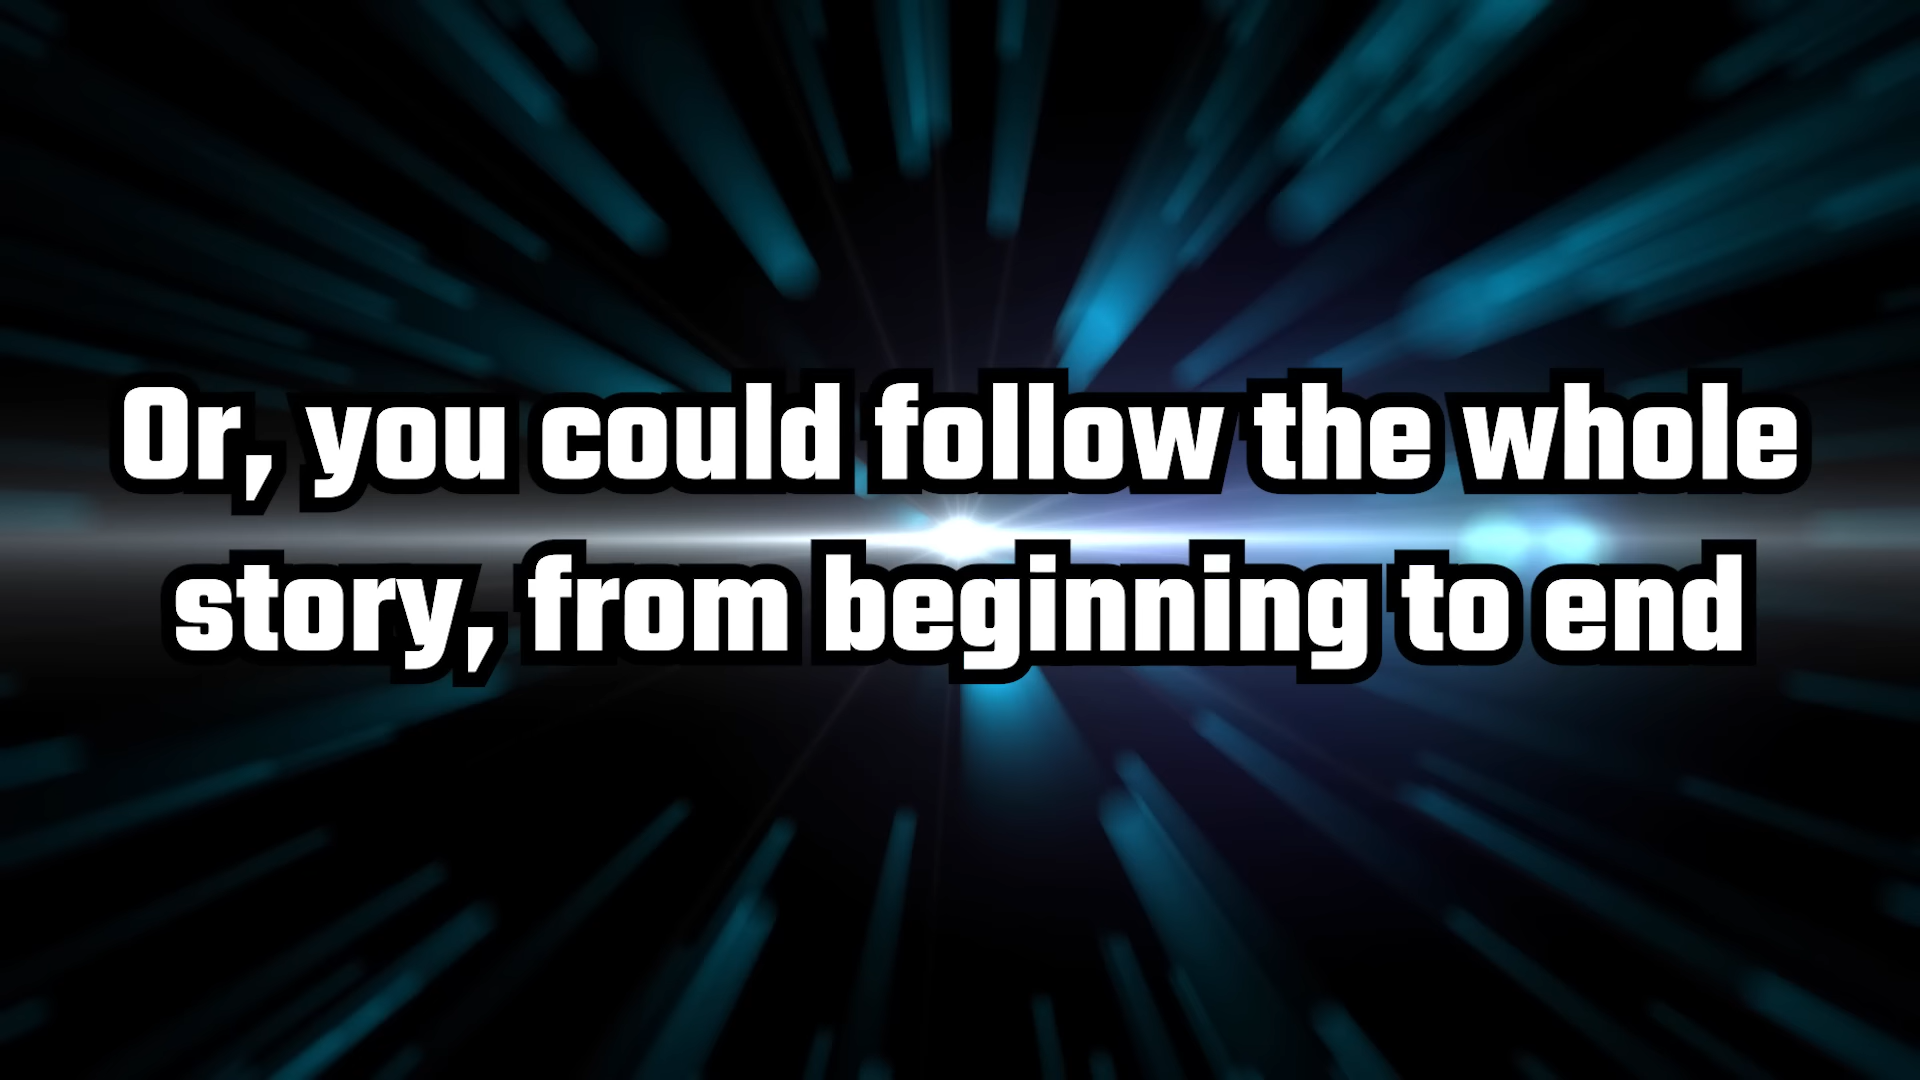 Or, you could follow the whole
story, from beginning to end